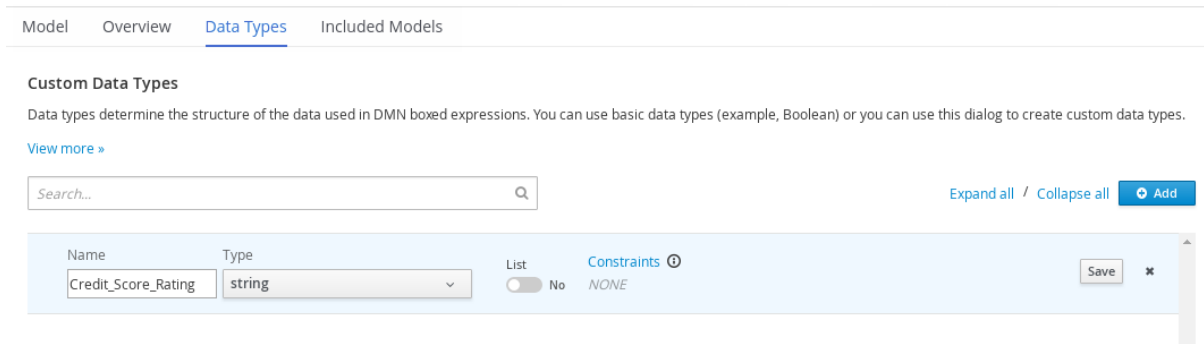 Model Overview Data Types Included Models
Custom Data Types
Data types determine the structure of the data used in DMN boxed expressions. You can use basic data types (example, Boolean) or you can use this dialog to create custom data types.
View more »
Search...
Expand all / Collapse all Add
Name Type List Constraints
Credit_Score_Rating string No NONE Save